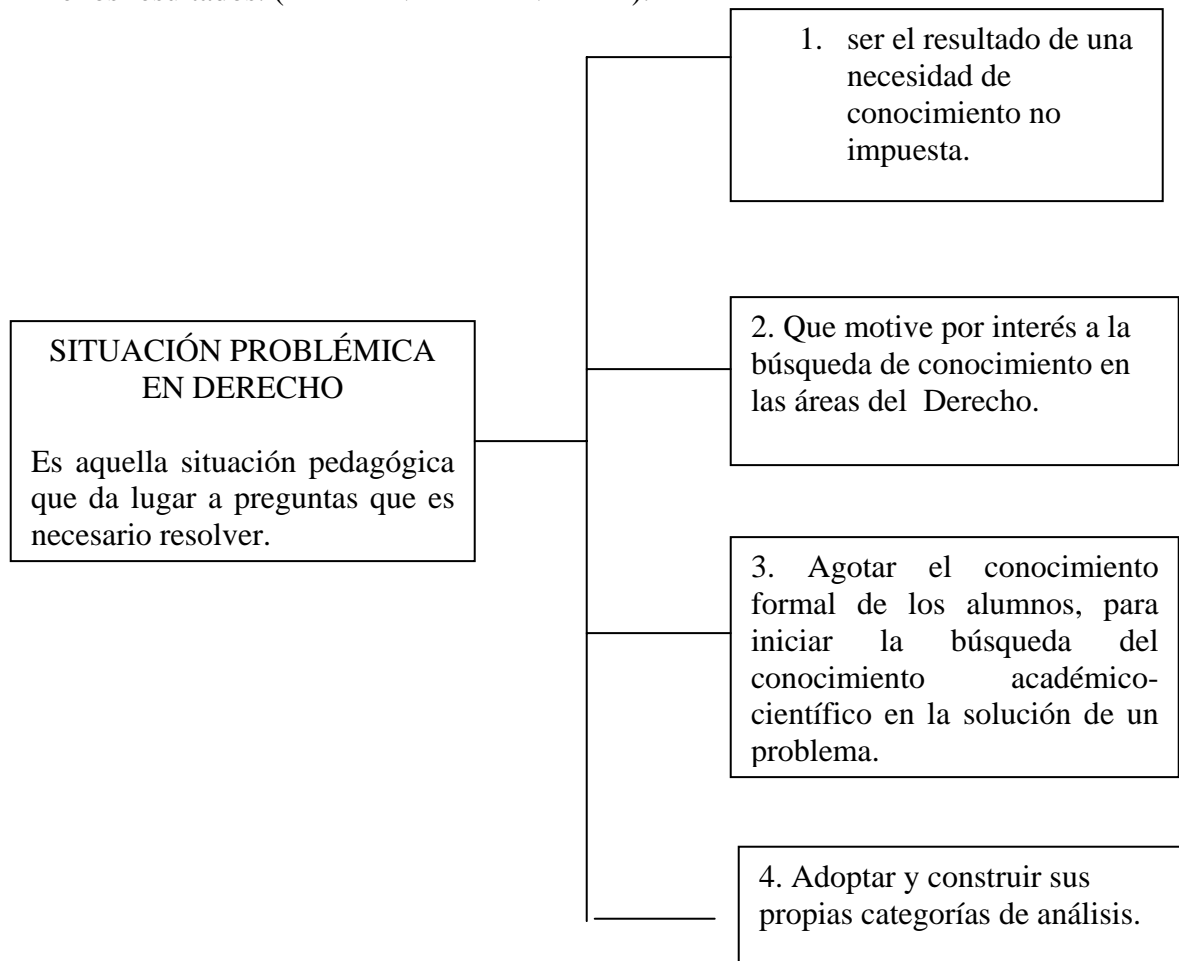 resultados. (
SITUACIÓN PROBLÉMICA
EN DERECHO
Es aquella situación pedagógica
que da lugar a preguntas que es
necesario resolver.
1. ser el resultado de una
necesidad de
conocimiento no
impuesta.
2. Que motive por interés a la
búsqueda de conocimiento en
las áreas del Derecho.
3. Agotar el conocimiento
formal de los alumnos, para
iniciar la búsqueda del
conocimiento académico-
científico en la solución de un
problema.
4. Adoptar y construir sus
propias categorías de análisis.